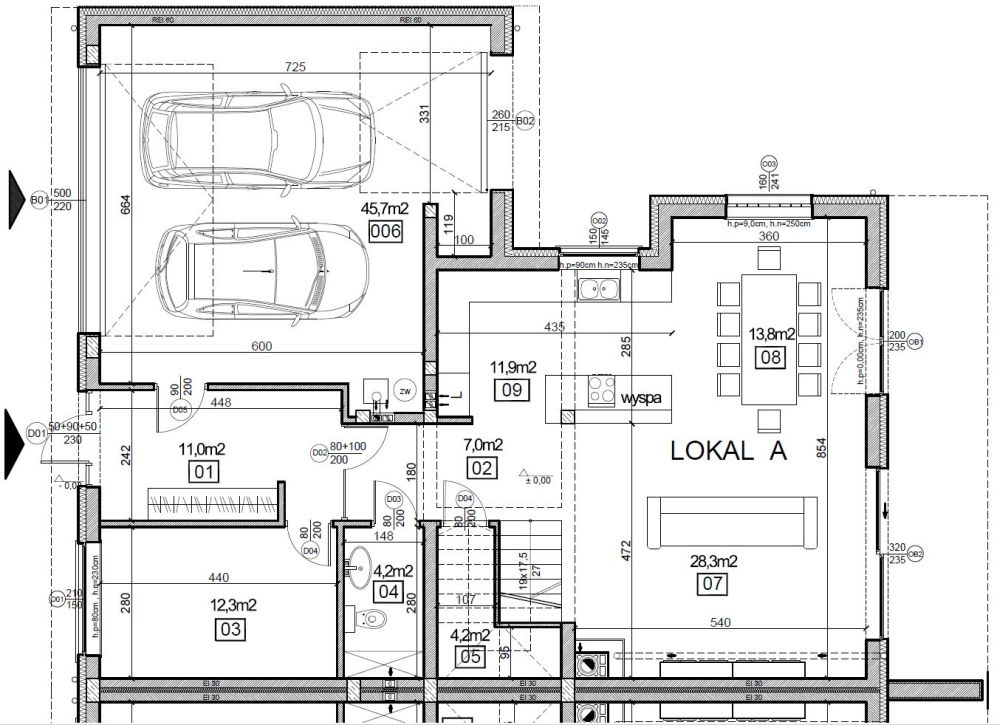 REI 60
REI 60
725
331
260
215
B02
B01
500
220
664
45,7m2
006
119
100
O03
160
241
h.p=9,0cm, h.n=250cm
360
O02
150
145
h.p=90cm h.n=235cm
600
435
285
11,9m2
09
13,8m2
08
h.p=0,00cm; h.n=235cm
200
235
OB1
ZW
L
wyspa
90
200
D05
448
D01
50+90+50
230
11,0m2
01
242
D02
80+100
200
7,0m2
02
180
± 0,00
LOKAL A
854
D03
80
200
D04
80
200
80
200
D04
148
4,2m2
04
280
472
19x17,5
27
28,3m2
07
320
235
OB2
440
280
12,3m2
03
210
150
h.p=80cm h.n=230cm
107
4,2m2
05
95
540
EI 30
EI 30
EI 30
EI 30
EI 30
EI 30